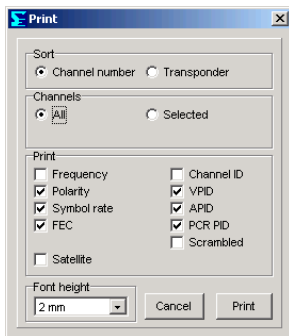 Print
Sort
Channel number Transponder
Channels
All Selected
Print
Frequency Channel ID
Polarity VPID
Symbol rate APID
FEC PCR PID
Scrambled
Satellite
Font height
2 mm Cancel Print